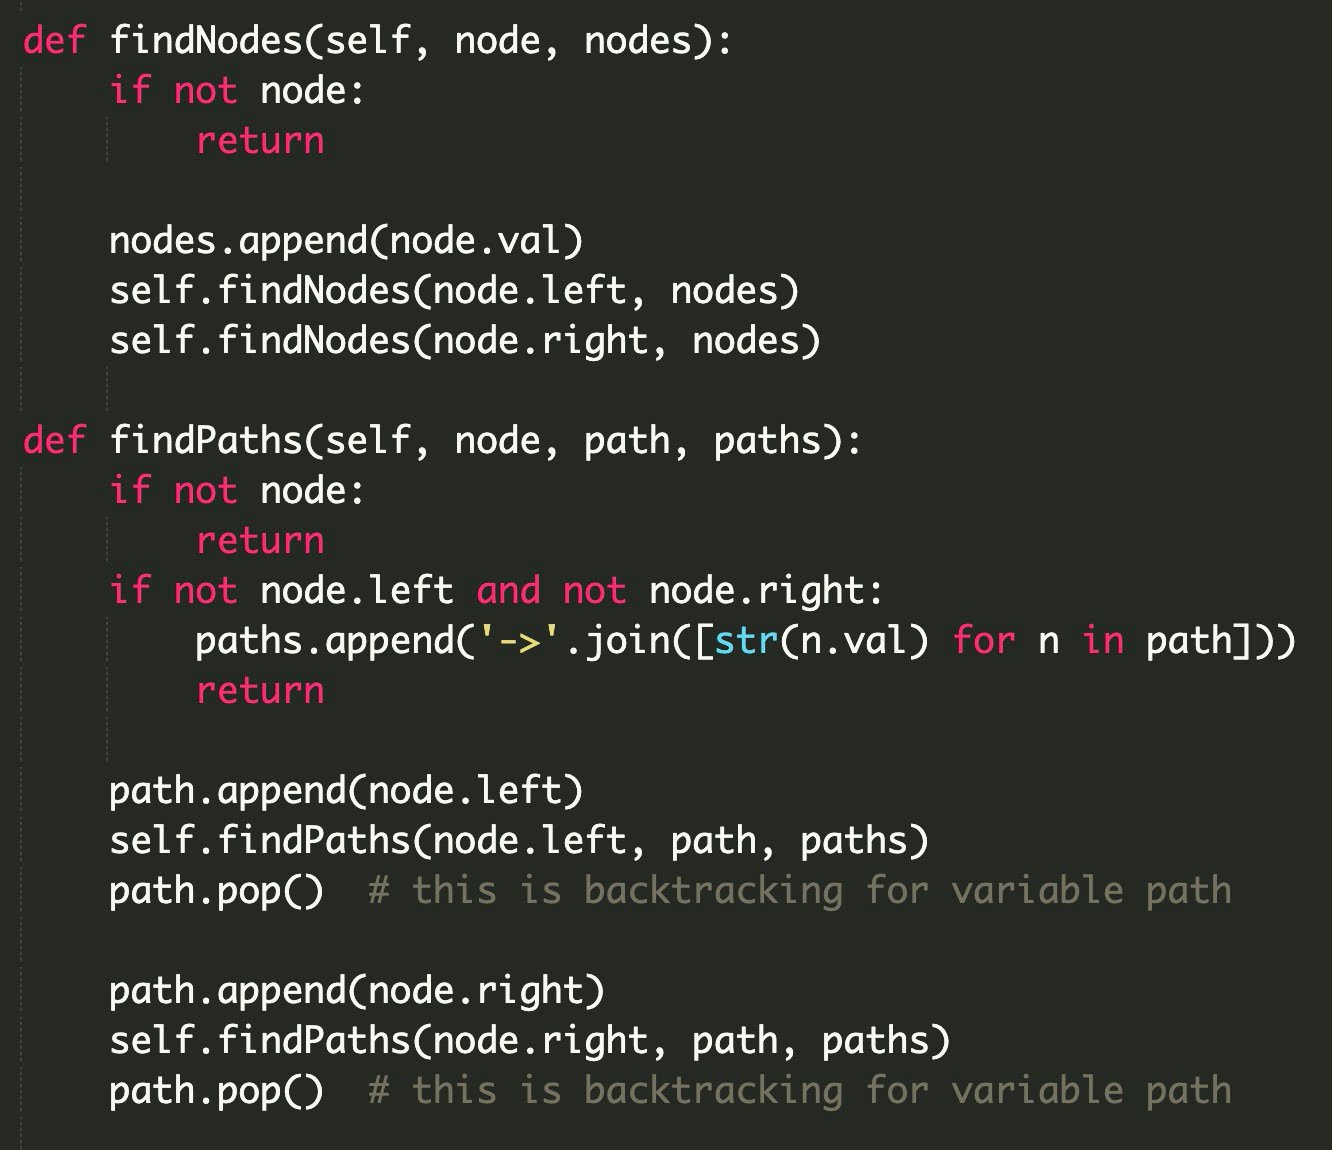 def findNodes(self, node, nodes):
    if not node:
        return

    nodes.append(node.val)
    self.findNodes(node.left, nodes)
    self.findNodes(node.right, nodes)

def findPaths(self, node, path, paths):
    if not node:
        return
    if not node.left and not node.right:
        paths.append('->'.join([str(n.val) for n in path]))
        return

    path.append(node.left)
    self.findPaths(node.left, path, paths)
    path.pop()  # this is backtracking for variable path

    path.append(node.right)
    self.findPaths(node.right, path, paths)
    path.pop()  # this is backtracking for variable path